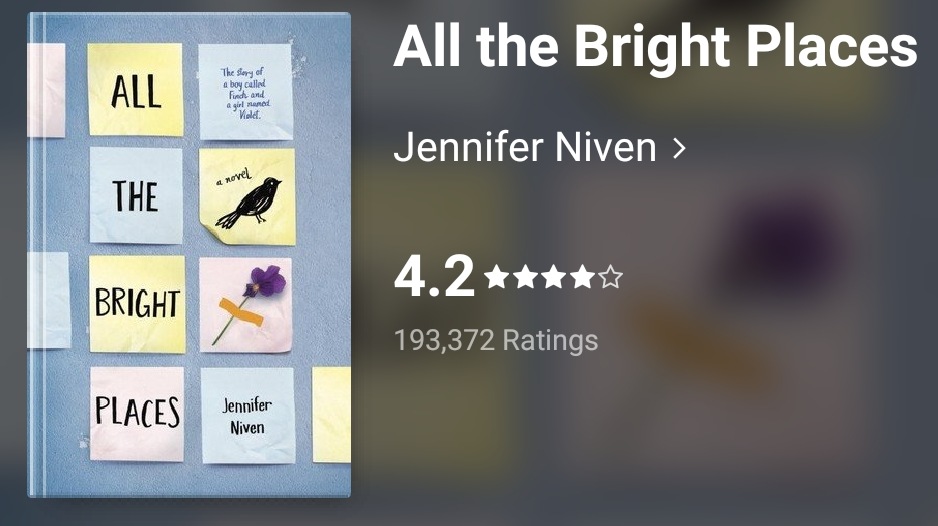 ALL
The story of
a boy called
Finch and
a girl named
Violet.
THE
a novel
BRIGHT
PLACES
Jennifer
Niven
All the Bright Places
Jennifer Niven >
4.2 ★★★★☆
193,372 Ratings